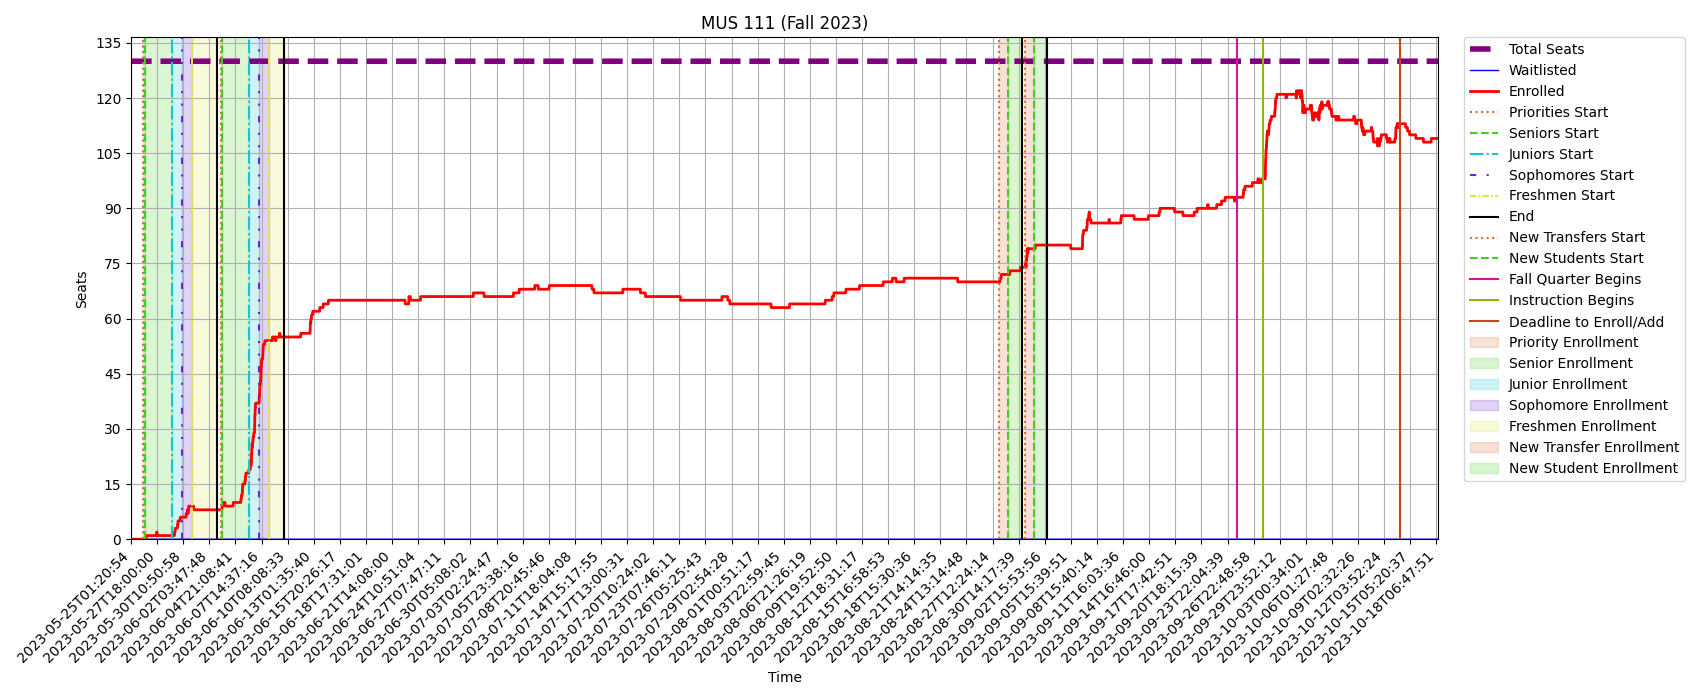 MUS 111 (Fall 2023)
135
120
105
90
75
60
45
30
15
0
Seats
2023-05-25T01:20:54
2023-05-27T18:00:00
2023-05-30T10:50:58
2023-06-02T03:47:48
2023-06-04T21:08:41
2023-06-07T14:37:16
2023-06-10T08:08:33
2023-06-13T01:35:40
2023-06-15T20:26:17
2023-06-18T17:31:01
2023-06-21T14:08:00
2023-06-24T10:51:04
2023-06-27T07:47:11
2023-06-30T05:08:02
2023-07-03T02:24:47
2023-07-05T23:38:16
2023-07-08T20:45:46
2023-07-11T18:04:08
2023-07-14T15:17:55
2023-07-17T13:00:31
2023-07-20T10:24:02
2023-07-23T07:46:11
2023-07-26T05:25:43
2023-07-29T02:54:28
2023-08-01T00:51:17
2023-08-03T22:59:45
2023-08-06T21:26:19
2023-08-09T19:52:50
2023-08-12T18:31:17
2023-08-15T16:58:53
2023-08-18T15:30:36
2023-08-21T14:14:35
2023-08-24T13:14:48
2023-08-27T12:24:14
2023-08-30T14:17:39
2023-09-02T15:53:56
2023-09-05T15:39:51
2023-09-08T15:40:14
2023-09-11T16:03:36
2023-09-14T16:46:00
2023-09-17T17:42:51
2023-09-20T18:15:39
2023-09-23T22:04:39
2023-09-26T22:48:58
2023-09-29T23:52:12
2023-10-03T00:34:01
2023-10-06T01:27:48
2023-10-09T02:32:26
2023-10-12T03:52:24
2023-10-15T05:20:37
2023-10-18T06:47:51
Time
Total Seats
Waitlisted
Enrolled
Priorities Start
Seniors Start
Juniors Start
Sophomores Start
Freshmen Start
End
New Transfers Start
New Students Start
Fall Quarter Begins
Instruction Begins
Deadline to Enroll/Add
Priority Enrollment
Senior Enrollment
Junior Enrollment
Sophomore Enrollment
Freshmen Enrollment
New Transfer Enrollment
New Student Enrollment